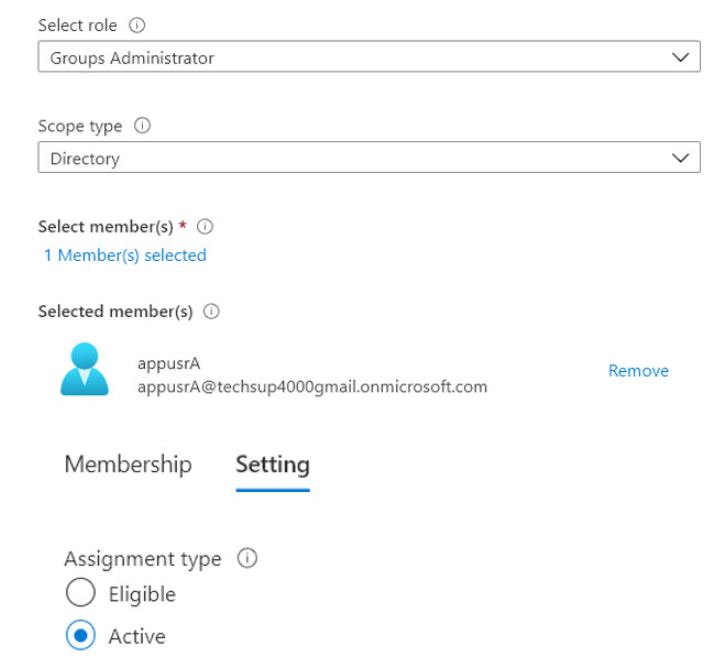 Select role
Groups Administrator
Scope type
Directory
Select member(s) *
1 Member(s) selected
Selected member(s)
appusrA
appusrA@techsup4000gmail.onmicrosoft.com
Remove
Membership Setting
Assignment type
Eligible
Active